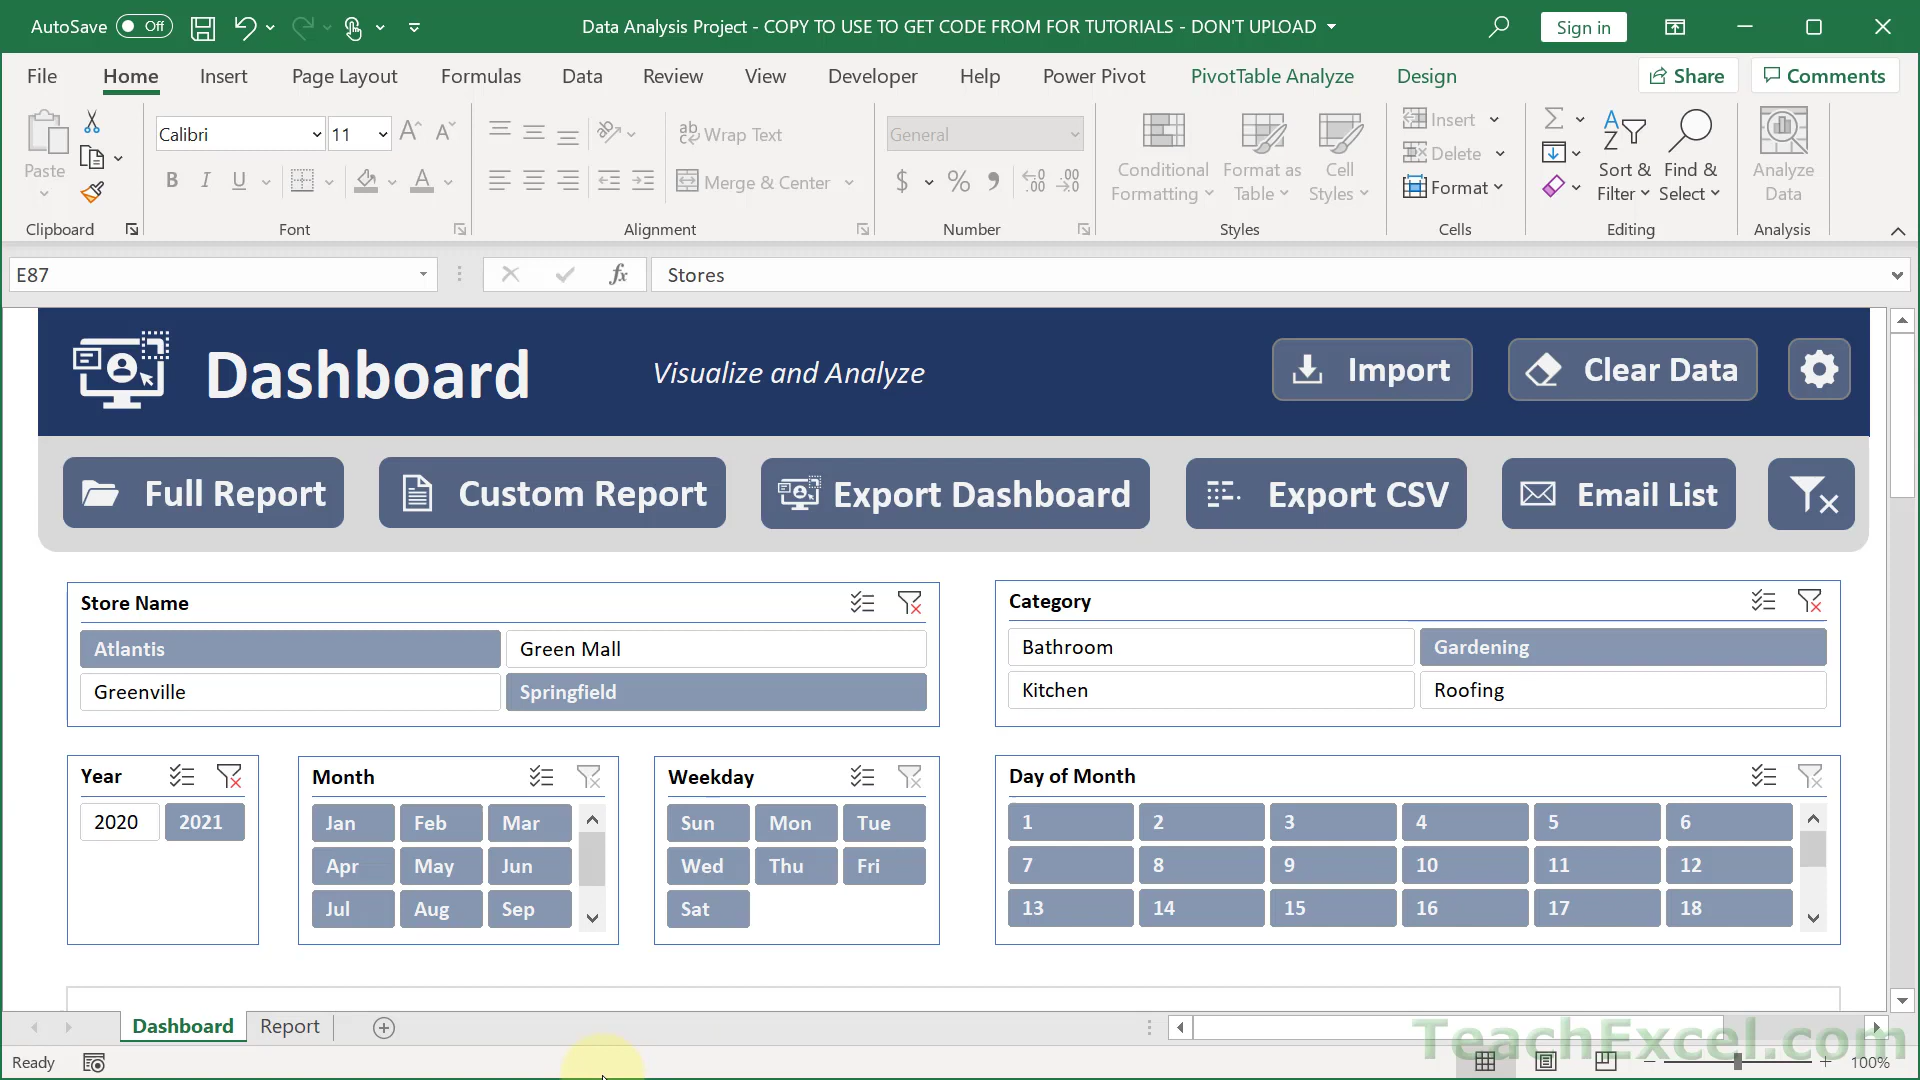 AutoSave Off Data Analysis Project - COPY TO USE TO GET CODE FROM FOR TUTORIALS - DON'T UPLOAD Sign in
File Home Insert Page Layout Formulas Data Review View Developer Help Power Pivot PivotTable Analyze Design Share Comments
Paste
Calibri 11
B I U
Wrap Text
Merge & Center
General
$ % 9
Conditional Formatting
Format as Table
Cell Styles
Insert
Delete
Format
Sort & Filter
Find & Select
Analyze Data
Clipboard Font Alignment Number Styles Cells Editing Analysis
E87 fx Stores
Dashboard Visualize and Analyze Import Clear Data
Full Report Custom Report Export Dashboard Export CSV Email List
Store Name
Atlantis Green Mall
Greenville Springfield
Category
Bathroom Gardening
Kitchen Roofing
Year
2020 2021
Month
Jan Feb Mar
Apr May Jun
Jul Aug Sep
Weekday
Sun Mon Tue
Wed Thu Fri
Sat
Day of Month
1 2 3 4 5 6
7 8 9 10 11 12
13 14 15 16 17 18
Dashboard Report
TeachExcel.com
Ready 100%